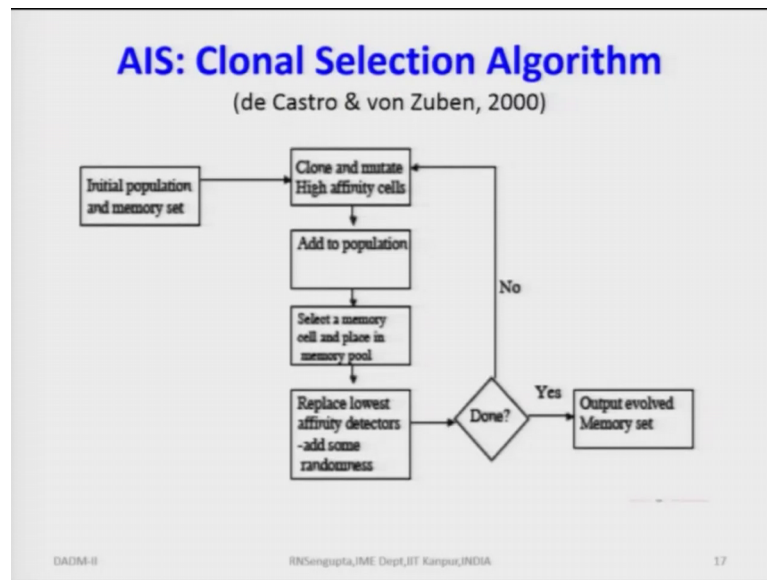 AIS: Clonal Selection Algorithm
(de Castro & von Zuben, 2000)
Initial population
and memory set
Clone and mutate
High affinity cells
Add to population
Select a memory
cell and place in
memory pool
Replace lowest
affinity detectors
-add some
randomness
Done?
No
Yes
Output evolved
Memory set
DADM-II
RNSengupta,IME Dept,IIT Kanpur,INDIA
17